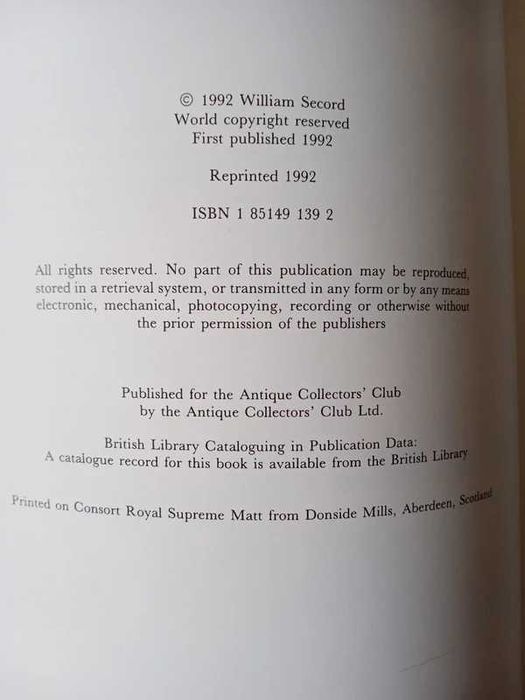 © 1992 William Secord
World copyright reserved
First published 1992
Reprinted 1992
ISBN 1 85149 139 2
All rights reserved. No part of this publication may be reproduced,
stored in a retrieval system, or transmitted in any form or by any means
electronic, mechanical, photocopying, recording or otherwise without
the prior permission of the publishers
Published for the Antique Collectors' Club
by the Antique Collectors' Club Ltd.
British Library Cataloguing in Publication Data:
A catalogue record for this book is available from the British Library
Printed on Consort Royal Supreme Matt from Donside Mills, Aberdeen, Scotland